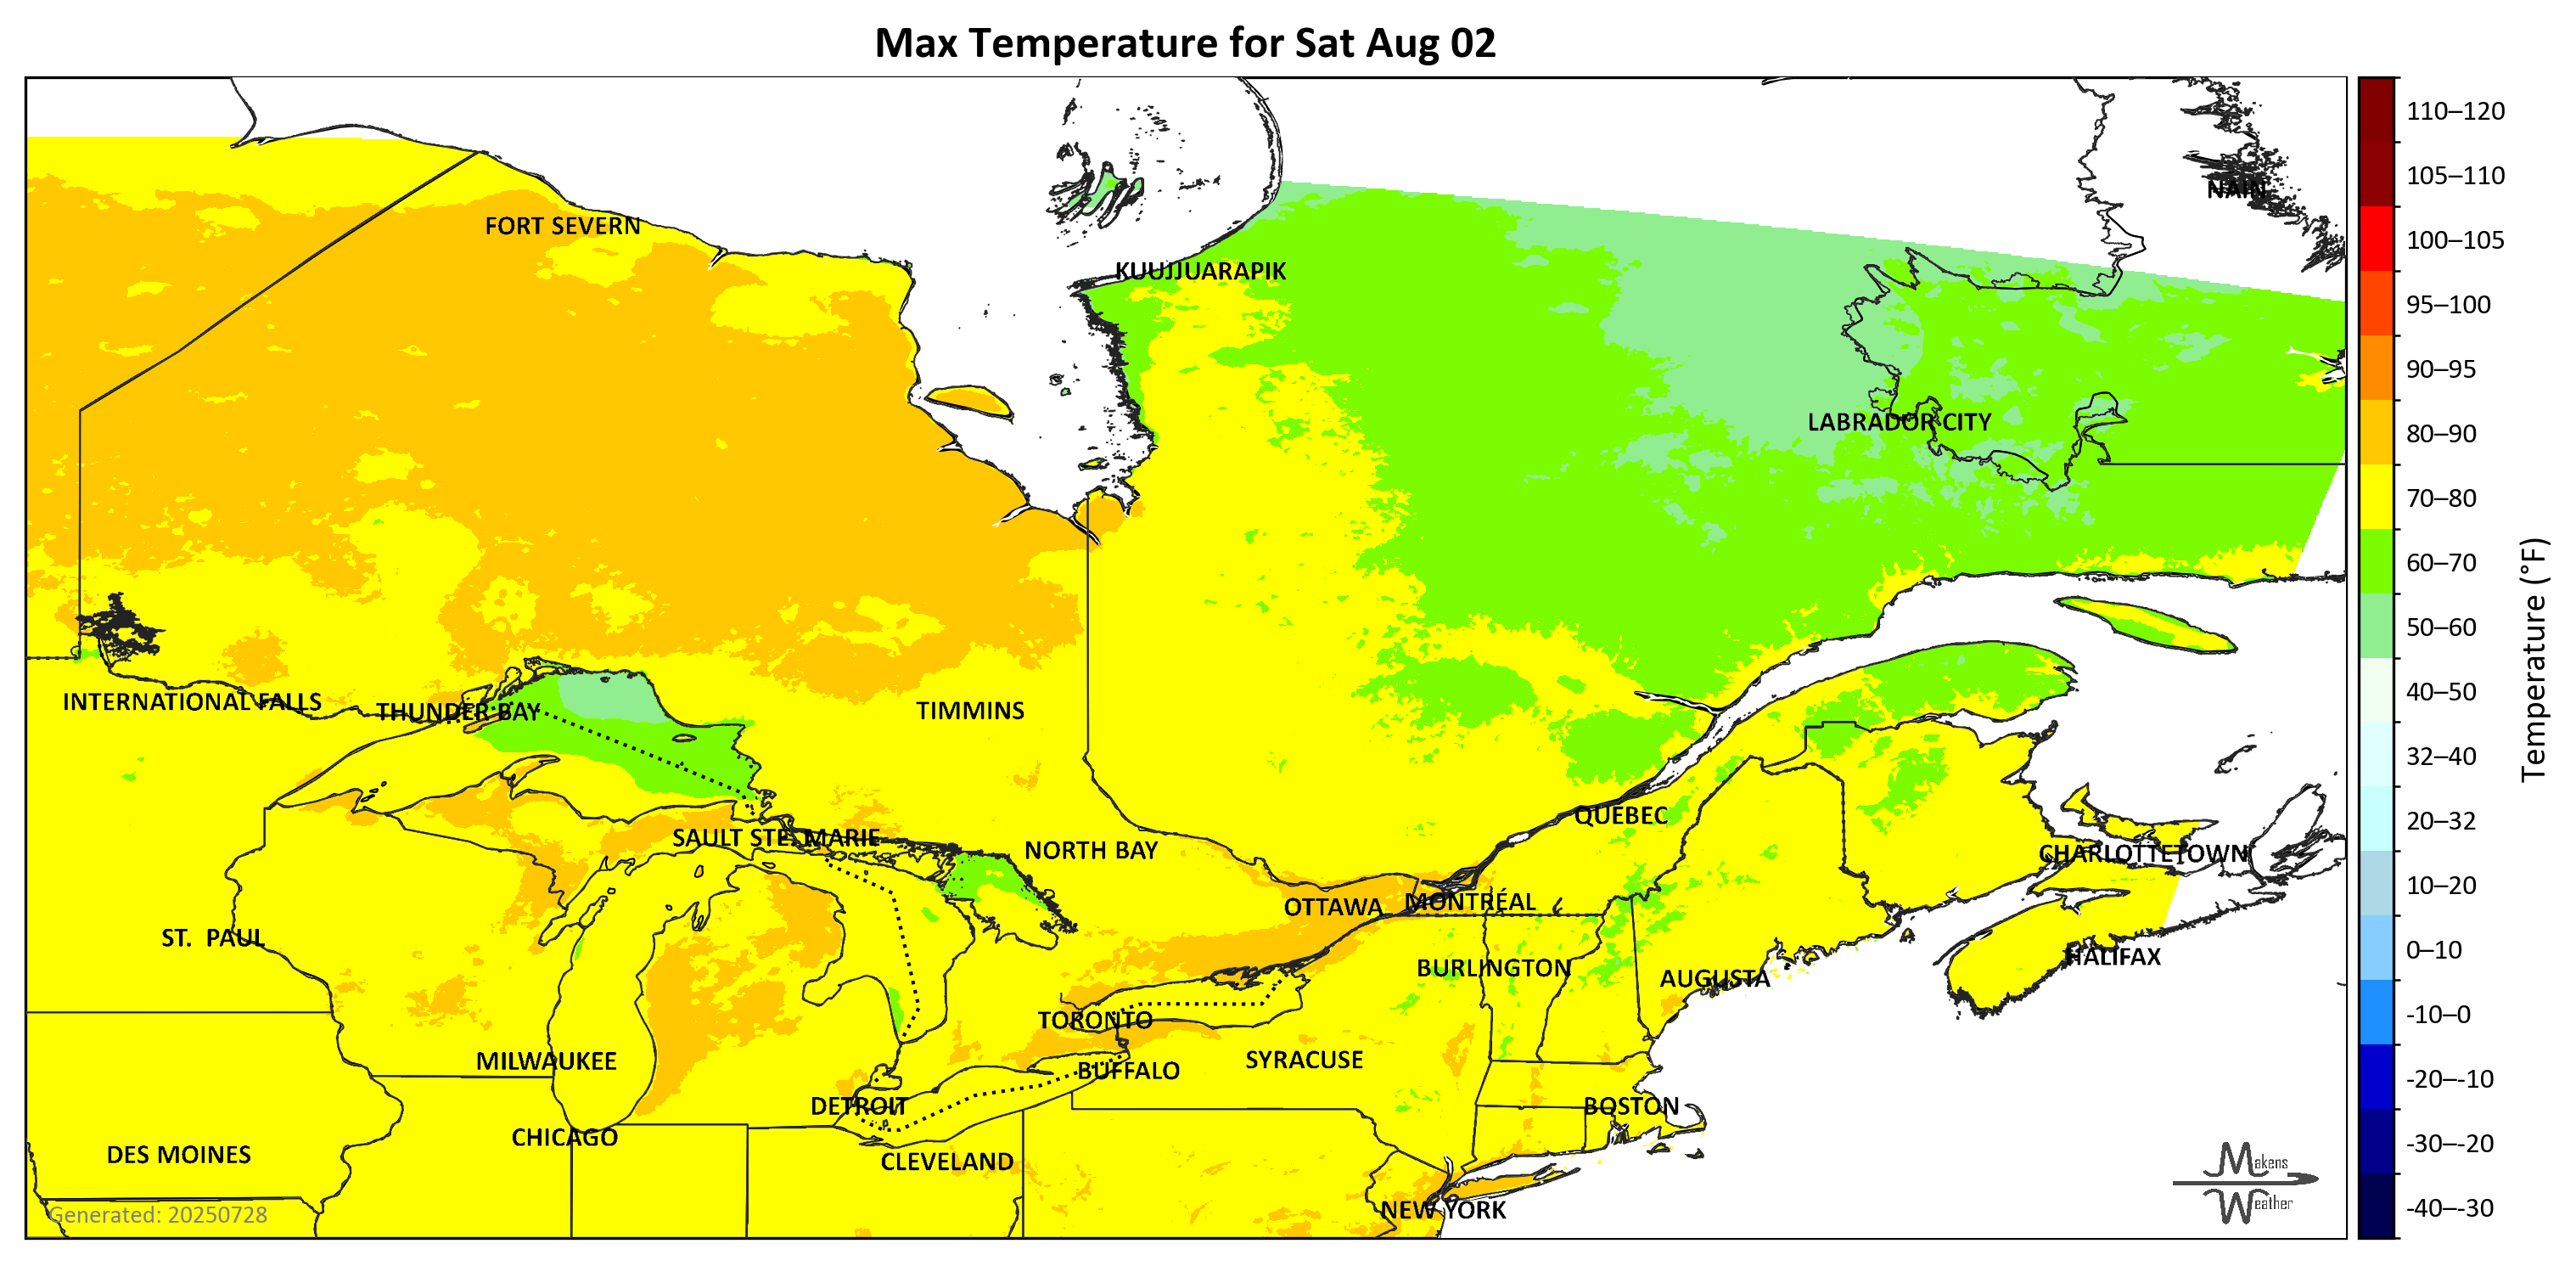 Max Temperature for Sat Aug 02
NAIN
FORT SEVERN
KUUJJUARAPIK
LABRADOR CITY
INTERNATIONAL FALLS
THUNDER BAY
TIMMINS
QUEBEC
SAULT STE. MARIE
NORTH BAY
CHARLOTTETOWN
OTTAWA
MONTRÉAL
ST. PAUL
HALIFAX
BURLINGTON
AUGUSTA
TORONTO
MILWAUKEE
SYRACUSE
BUFFALO
DETROIT
BOSTON
CHICAGO
DES MOINES
CLEVELAND
NEW YORK
Generated: 20250728
Makens
Weather
110–120
105–110
100–105
95–100
90–95
80–90
70–80
60–70
50–60
40–50
32–40
20–32
10–20
0–10
-10–0
-20–-10
-30–-20
-40–-30
Temperature (°F)